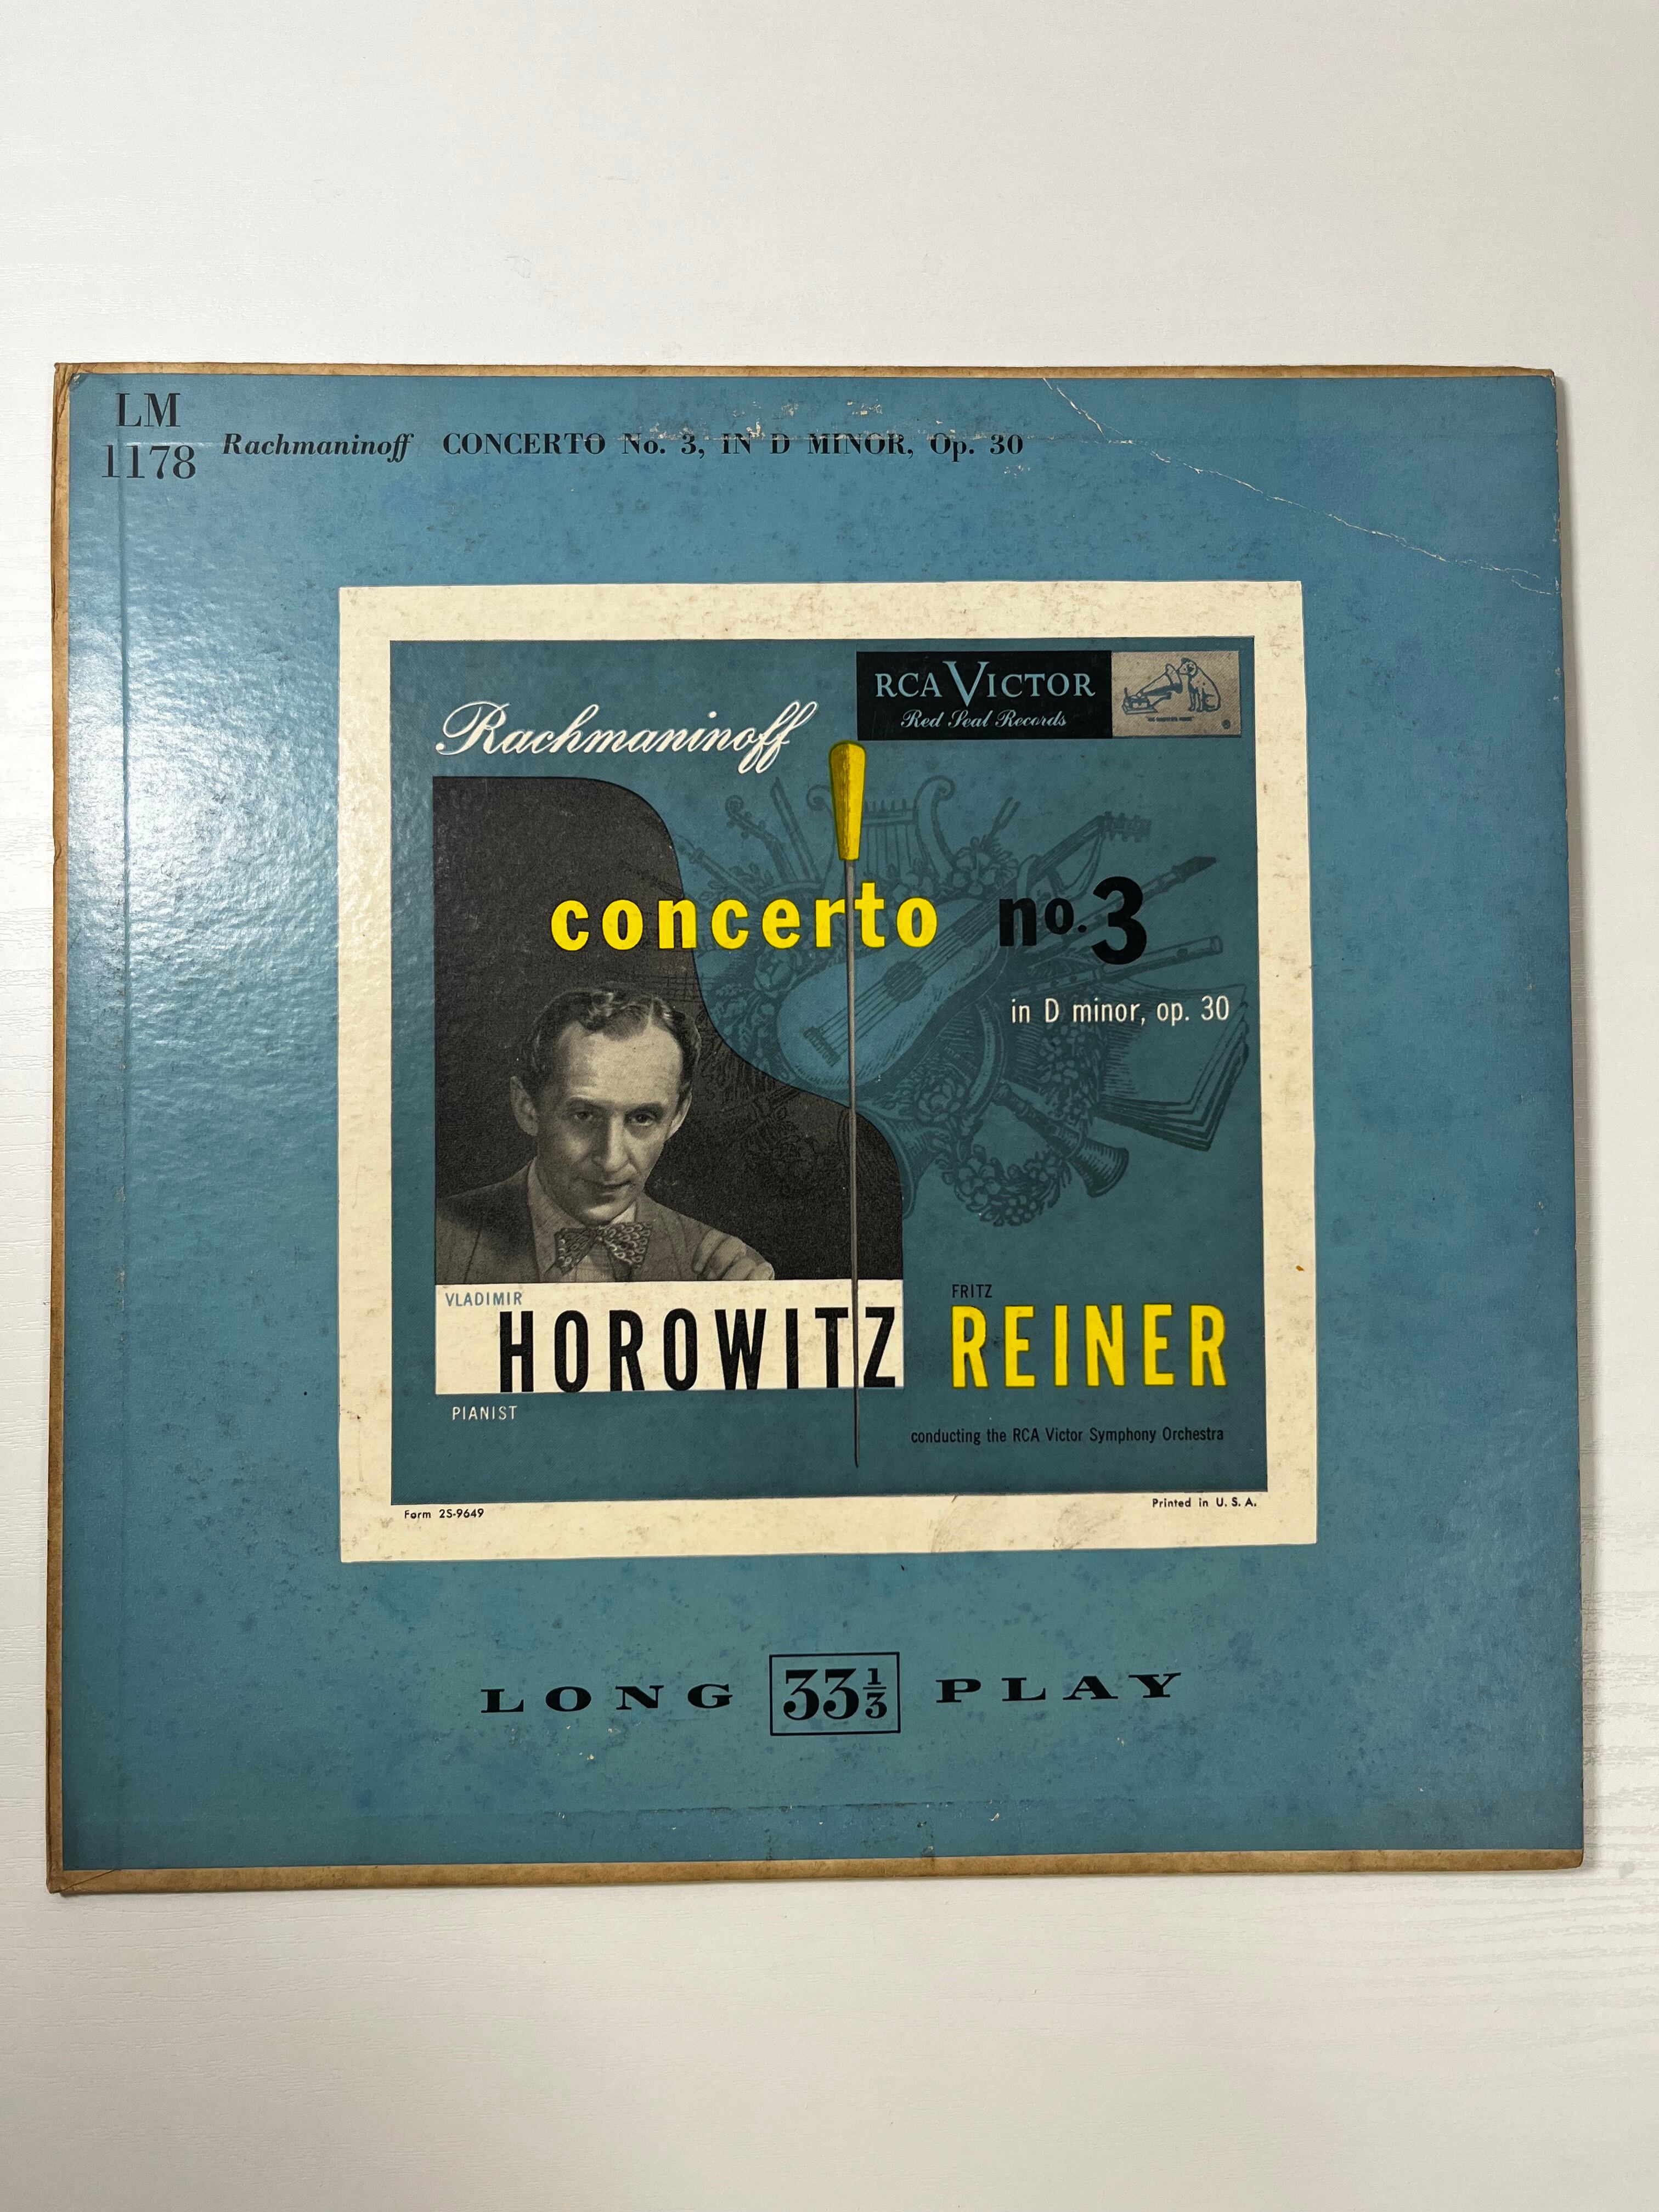 LM
1178
Rachmaninoff CONCERTO No. 3, IN D MINOR, Op. 30
RCA VICTOR
Red Seal Records
Rachmaninoff
concerto no. 3
in D minor, op. 30
VLADIMIR
HOROWITZ
PIANIST
FRITZ
REINER
conducting the RCA Victor Symphony Orchestra
Form 2S-9649
Printed in U. S. A.
LONG 33 1/3 PLAY